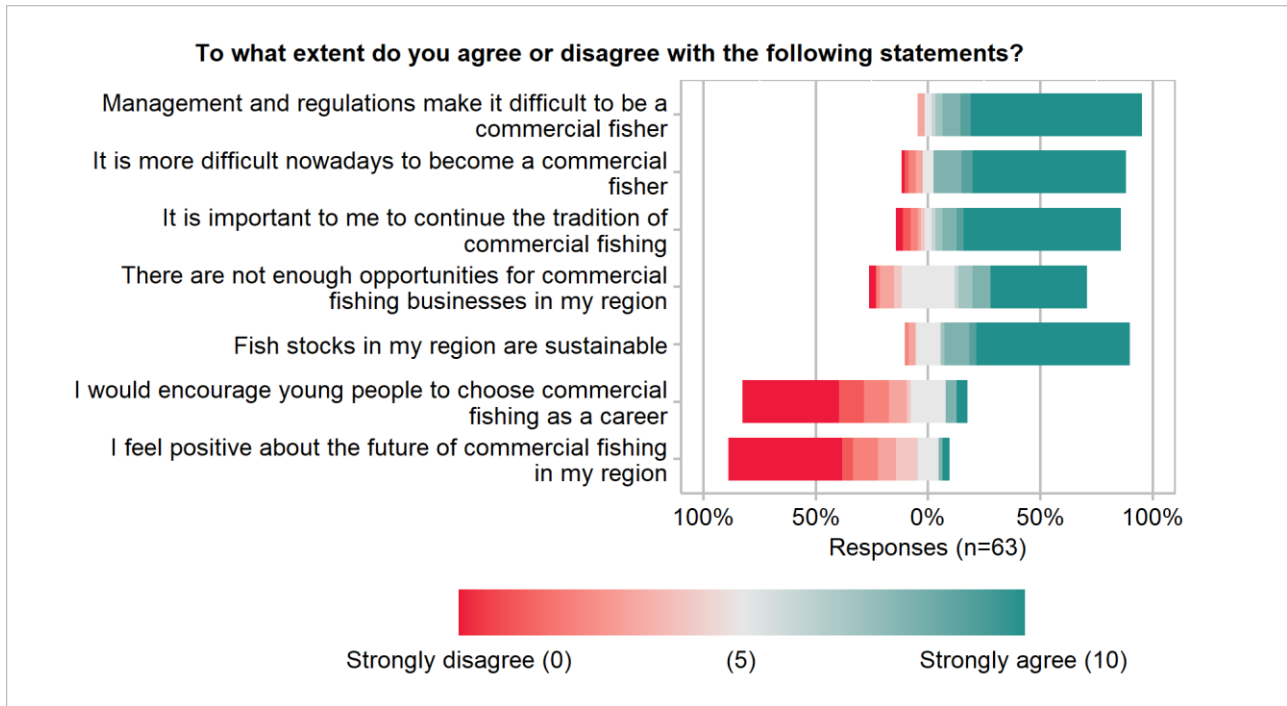 To what extent do you agree or disagree with the following statements?
Management and regulations make it difficult to be a
commercial fisher
It is more difficult nowadays to become a commercial
fisher
It is important to me to continue the tradition of
commercial fishing
There are not enough opportunities for commercial
fishing businesses in my region
Fish stocks in my region are sustainable
I would encourage young people to choose commercial
fishing as a career
I feel positive about the future of commercial fishing
in my region
100% 50% 0% 50% 100%
Responses (n=63)
Strongly disagree (0) (5) Strongly agree (10)